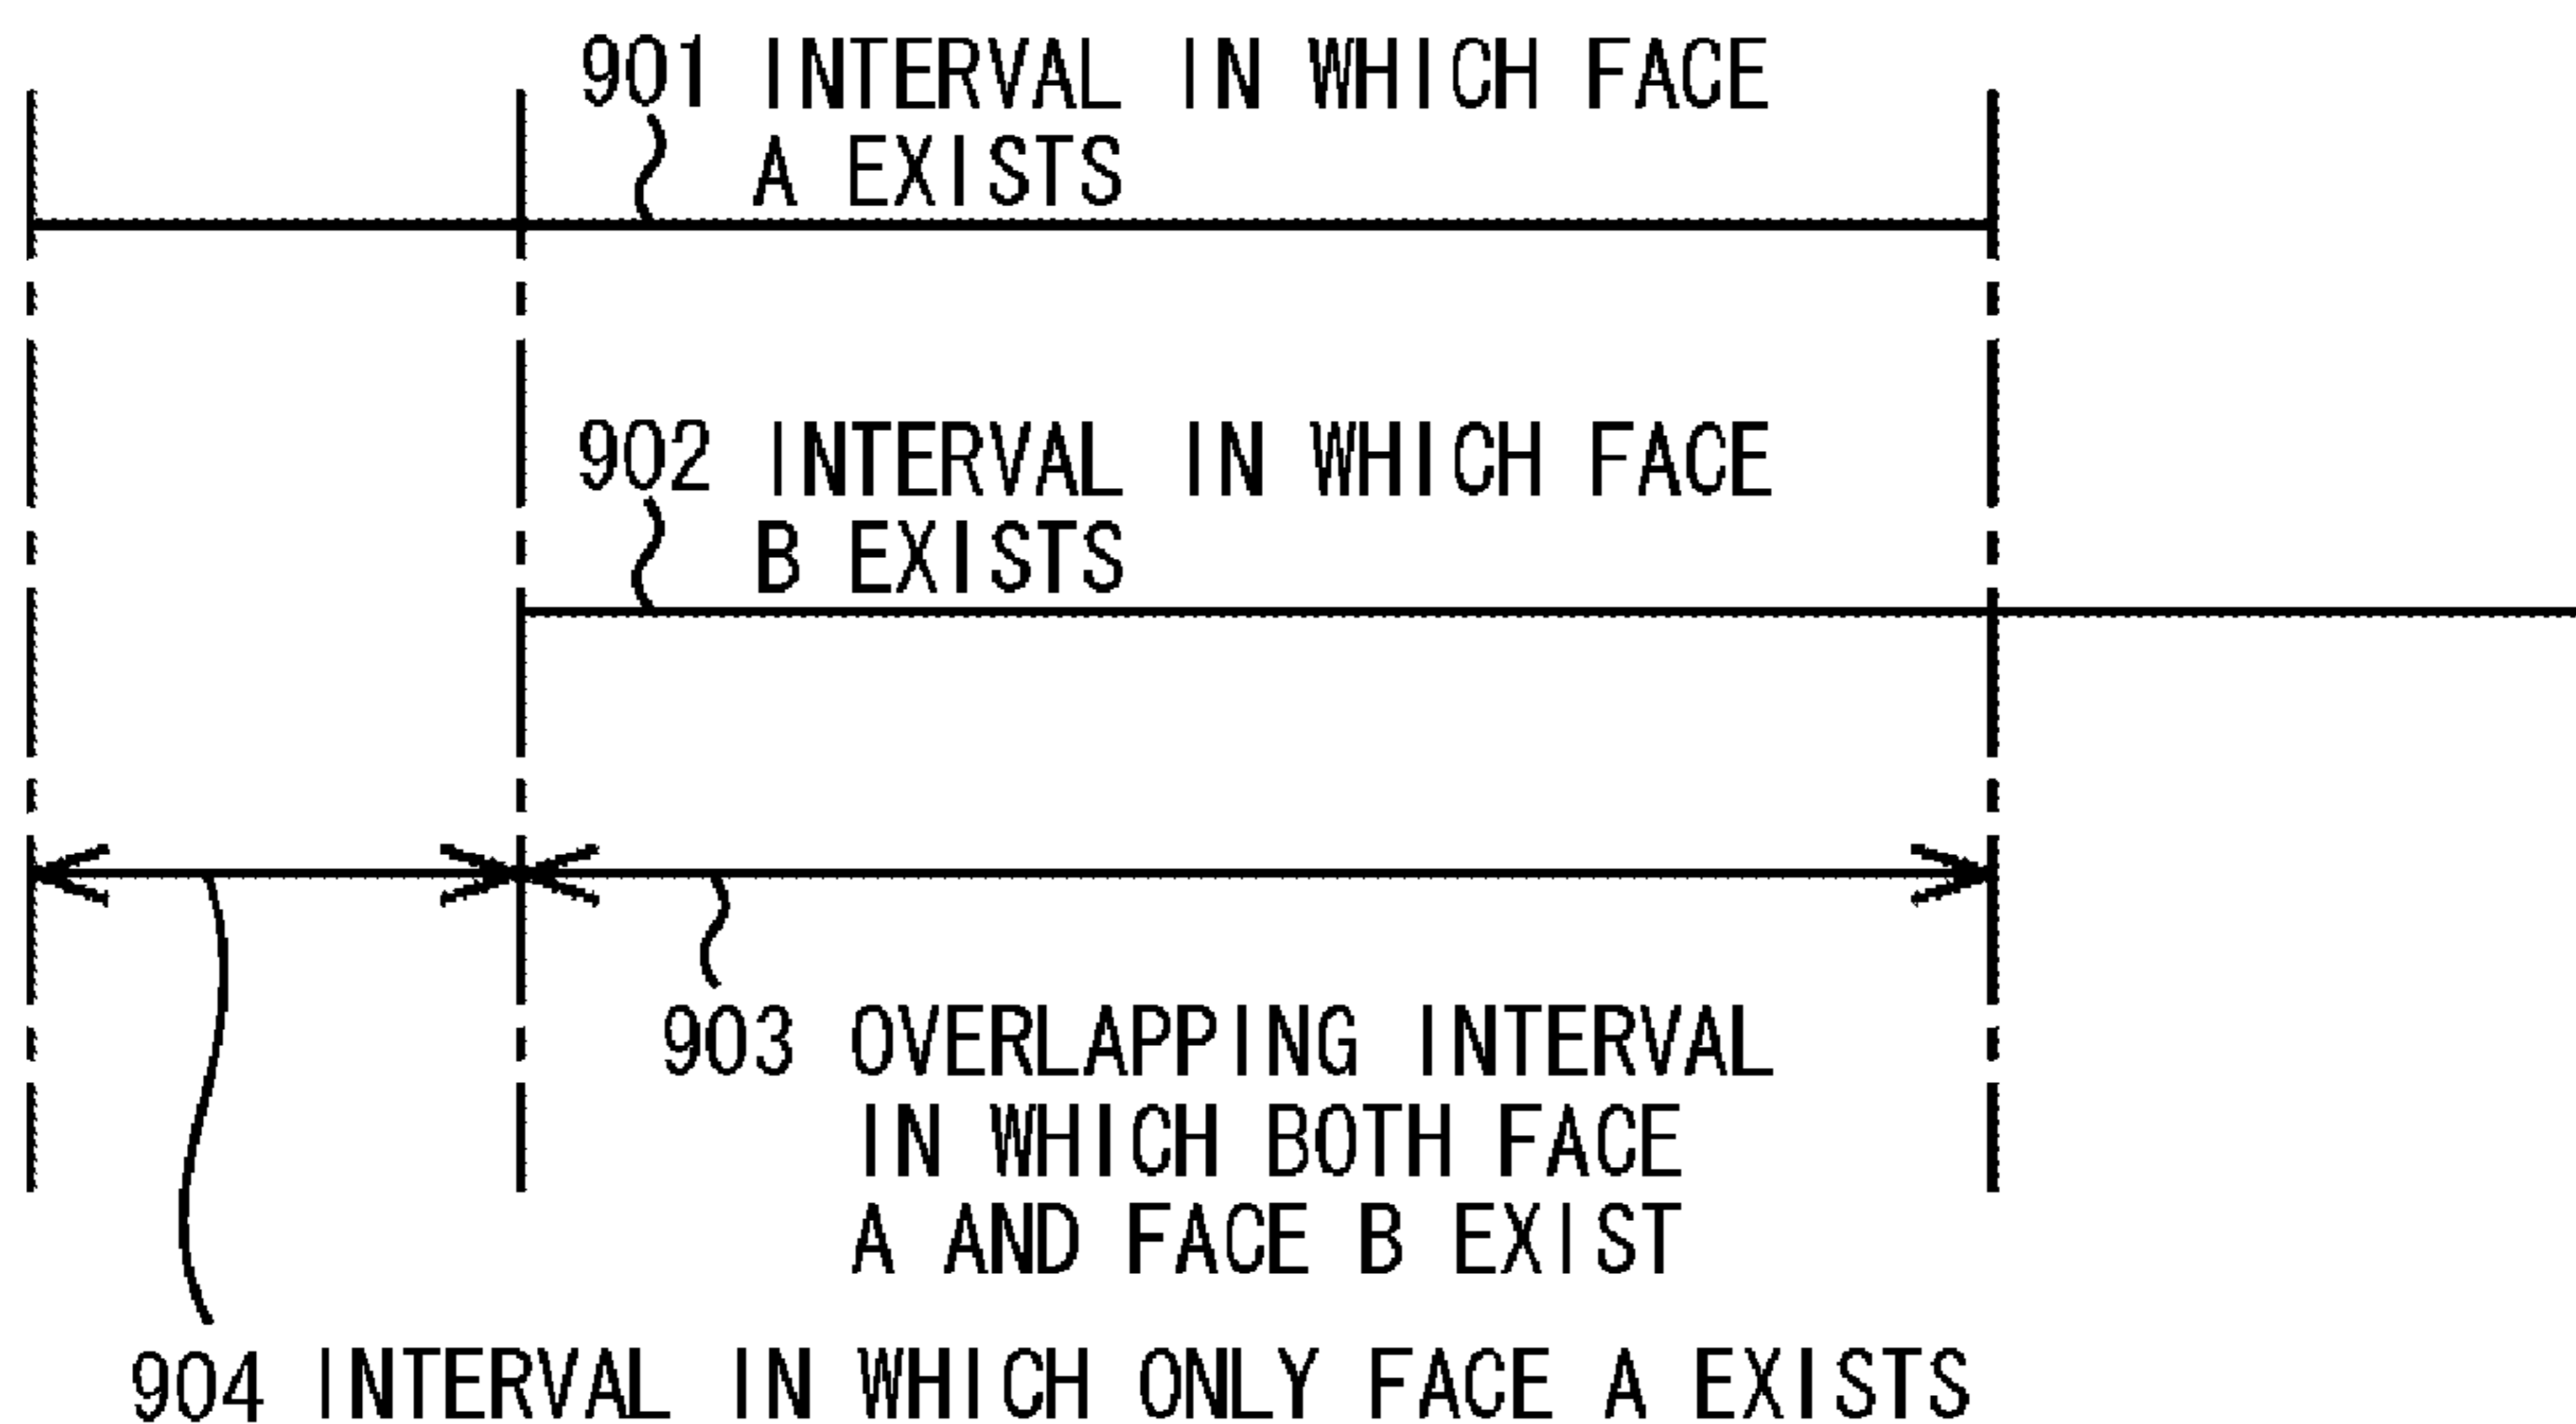 901 INTERVAL IN WHICH FACE
A EXISTS
902 INTERVAL IN WHICH FACE
B EXISTS
903 OVERLAPPING INTERVAL
IN WHICH BOTH FACE
A AND FACE B EXIST
904 INTERVAL IN WHICH ONLY FACE A EXISTS